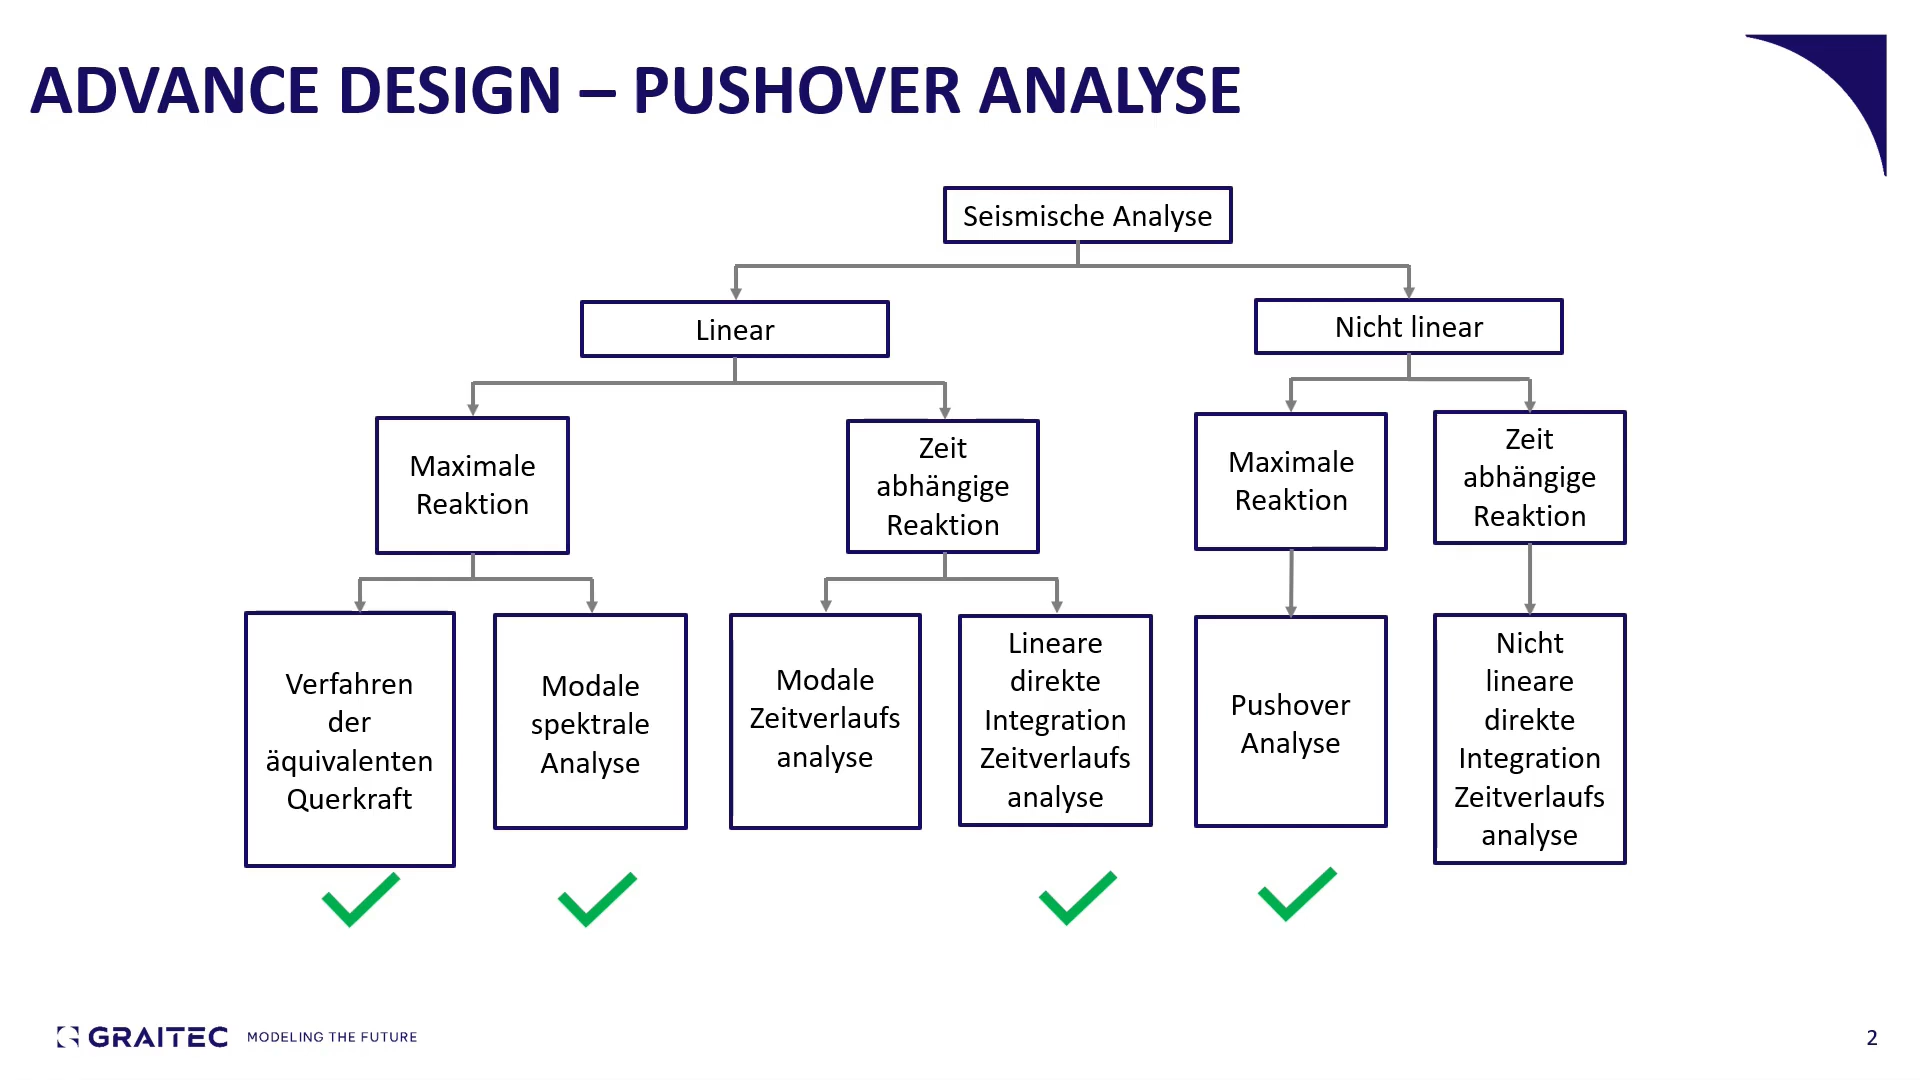 ADVANCE DESIGN – PUSHOVER ANALYSE
Seismische Analyse
Linear
Nicht linear
Maximale
Reaktion
Zeit
abhängige
Reaktion
Maximale
Reaktion
Zeit
abhängige
Reaktion
Verfahren
der
äquivalenten
Querkraft
Modale
spektrale
Analyse
Modale
Zeitverlaufs
analyse
Lineare
direkte
Integration
Zeitverlaufs
analyse
Pushover
Analyse
Nicht
lineare
direkte
Integration
Zeitverlaufs
analyse
GRAITEC MODELING THE FUTURE
2